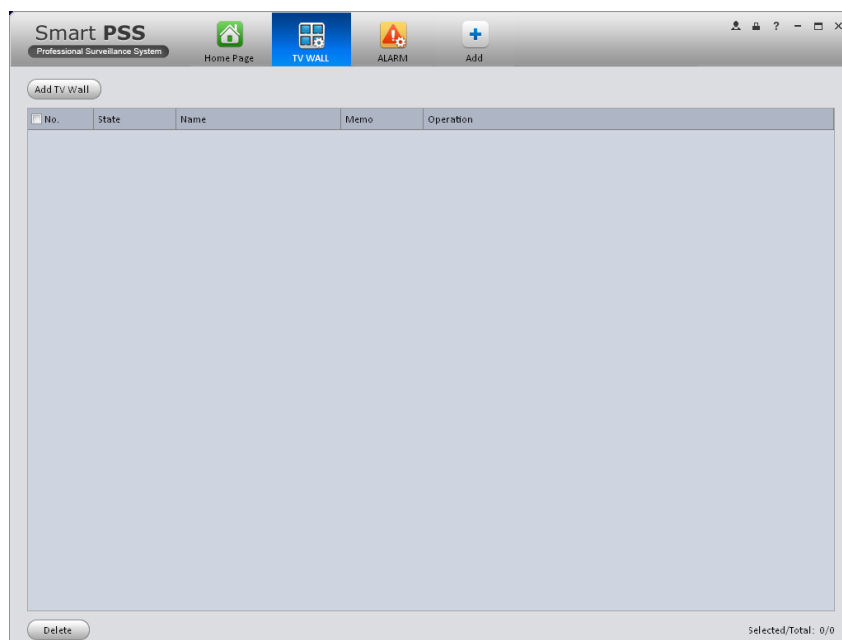 Smart PSS
Professional Surveillance System
Home Page
TV WALL
ALARM
Add
?
Add TV Wall
No. State Name Memo Operation
Delete
Selected/Total: 0/0